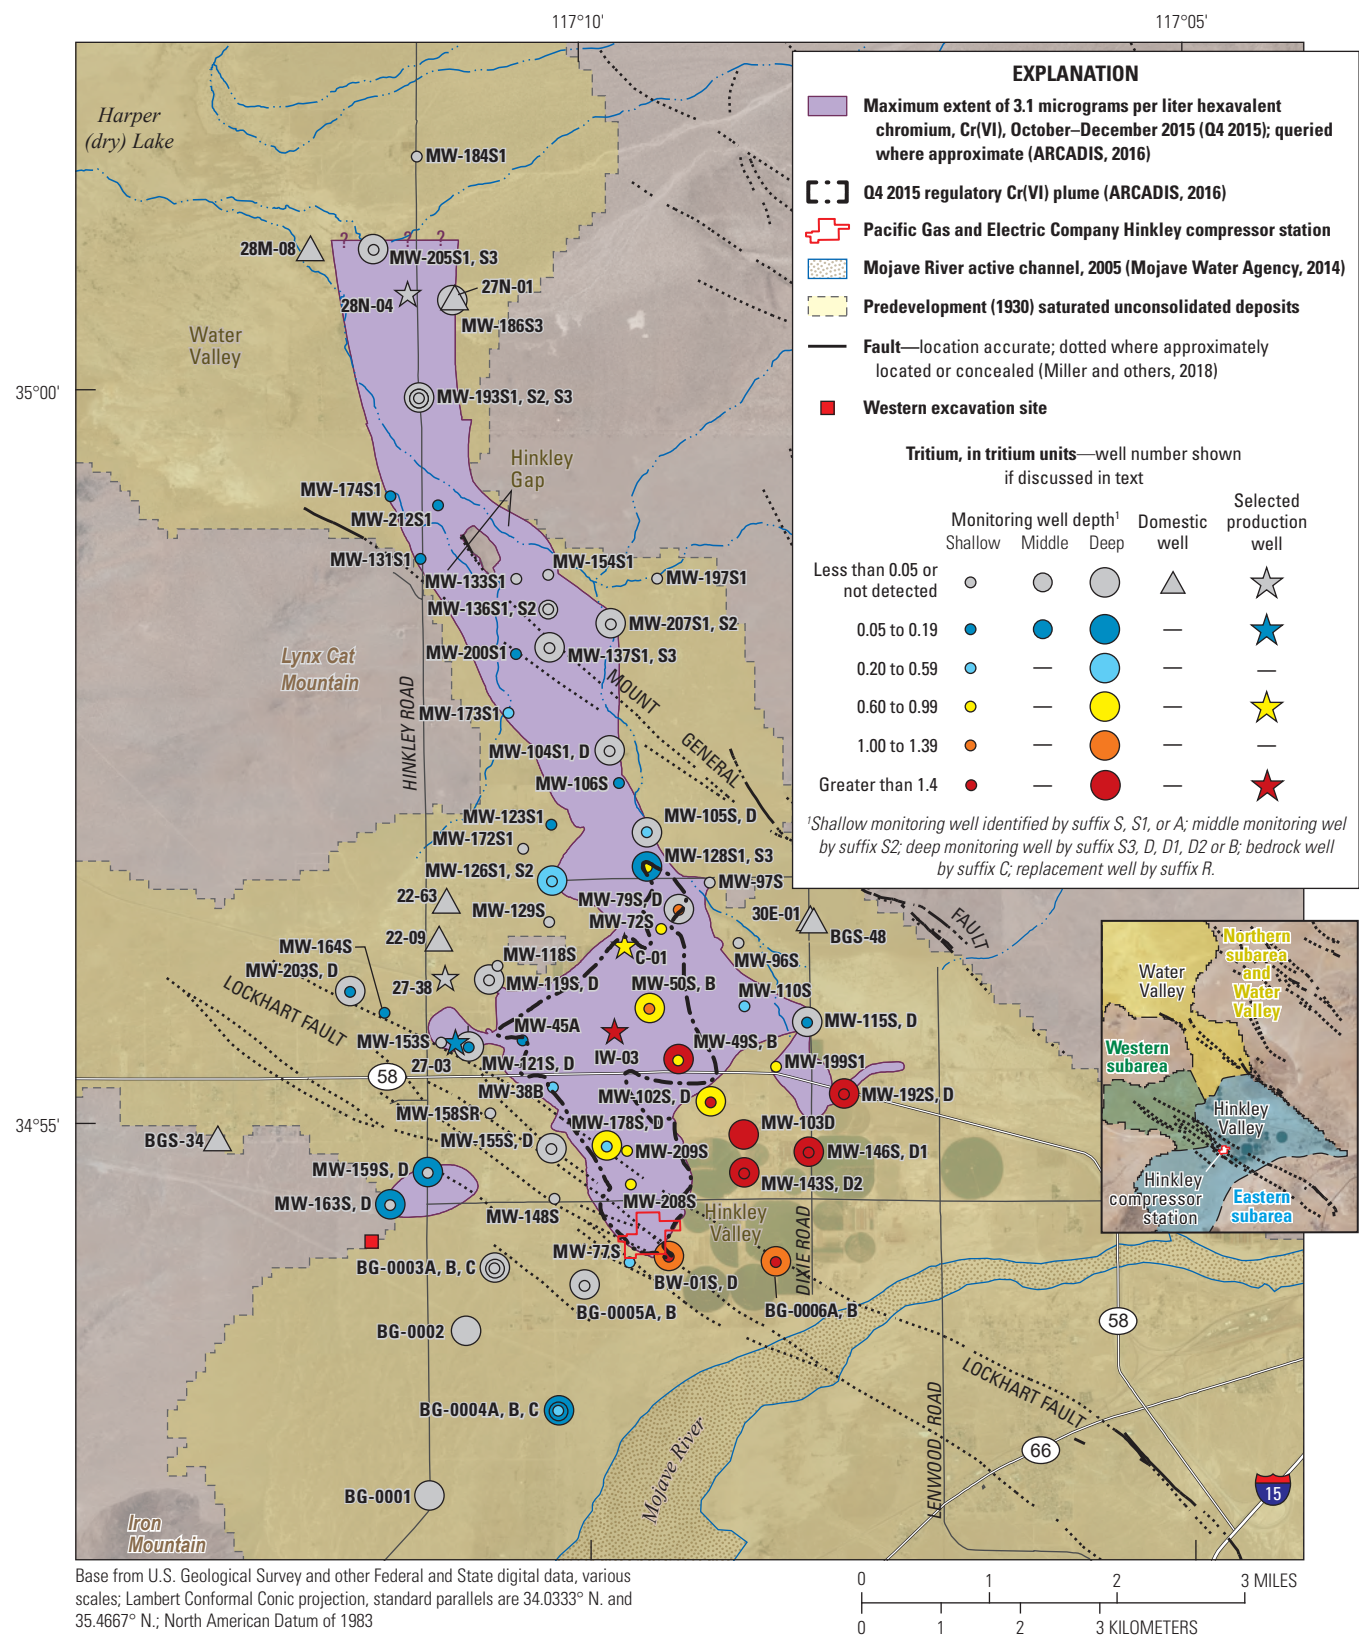 117°10'
117°05'
35°00'
34°55'
EXPLANATION
Maximum extent of 3.1 micrograms per liter hexavalent
chromium, Cr(VI), October–December 2015 (Q4 2015); queried
where approximate (ARCADIS, 2016)
Q4 2015 regulatory Cr(VI) plume (ARCADIS, 2016)
Pacific Gas and Electric Company Hinkley compressor station
Mojave River active channel, 2005 (Mojave Water Agency, 2014)
Predevelopment (1930) saturated unconsolidated deposits
Fault—location accurate; dotted where approximately
located or concealed (Miller and others, 2018)
Western excavation site
Tritium, in tritium units—well number shown
if discussed in text
Monitoring well depth¹
Shallow
Middle
Deep
Domestic
well
Selected
production
well
Less than 0.05 or
not detected
0.05 to 0.19
—
0.20 to 0.59
—
—
—
0.60 to 0.99
—
—
1.00 to 1.39
—
—
—
Greater than 1.4
—
—
¹Shallow monitoring well identified by suffix S, S1, or A; middle monitoring wel
by suffix S2; deep monitoring well by suffix S3, D, D1, D2 or B; bedrock well
by suffix C; replacement well by suffix R.
Harper
(dry) Lake
MW-184S1
28M-08
? ? ?
MW-205S1, S3
27N-01
28N-04
MW-186S3
Water
Valley
MW-193S1, S2, S3
Hinkley
Gap
MW-174S1
MW-212S1
MW-131S1
MW-154S1
MW-133S1
MW-197S1
MW-136S1, S2
MW-207S1, S2
MW-200S1
MW-137S1, S3
Lynx Cat
Mountain
MOUNT
GENERAL
FAULT
HINKLEY ROAD
MW-173S1
MW-104S1, D
MW-106S
MW-123S1
MW-105S, D
MW-172S1
MW-128S1, S3
MW-126S1, S2
MW-97S
22-63
MW-79S, D
MW-129S
MW-72S
30E-01
BGS-48
22-09
MW-164S
MW-118S
C-01
MW-96S
MW-203S, D
27-38
MW-119S, D
MW-50S, B
MW-110S
LOCKHART FAULT
MW-45A
MW-115S, D
MW-153S
IW-03
MW-49S, B
27-03
MW-121S, D
MW-199S1
58
MW-38B
MW-102S, D
MW-192S, D
MW-158SR
MW-178S, D
MW-103D
BGS-34
MW-155S, D
MW-209S
MW-146S, D1
MW-159S, D
MW-143S, D2
MW-163S, D
MW-208S
MW-148S
Hinkley
Valley
DIXIE ROAD
MW-77S
BG-0003A, B, C
BW-01S, D
BG-0005A, B
BG-0006A, B
BG-0002
58
LOCKHART FAULT
BG-0004A, B, C
LENWOOD ROAD
Mojave River
66
BG-0001
15
Iron
Mountain
Northern
subarea
and
Water
Valley
Water
Valley
Western
subarea
Hinkley
Valley
Hinkley
compressor
station
Eastern
subarea
Base from U.S. Geological Survey and other Federal and State digital data, various
scales; Lambert Conformal Conic projection, standard parallels are 34.0333° N. and
35.4667° N.; North American Datum of 1983
0 1 2 3 MILES
0 1 2 3 KILOMETERS